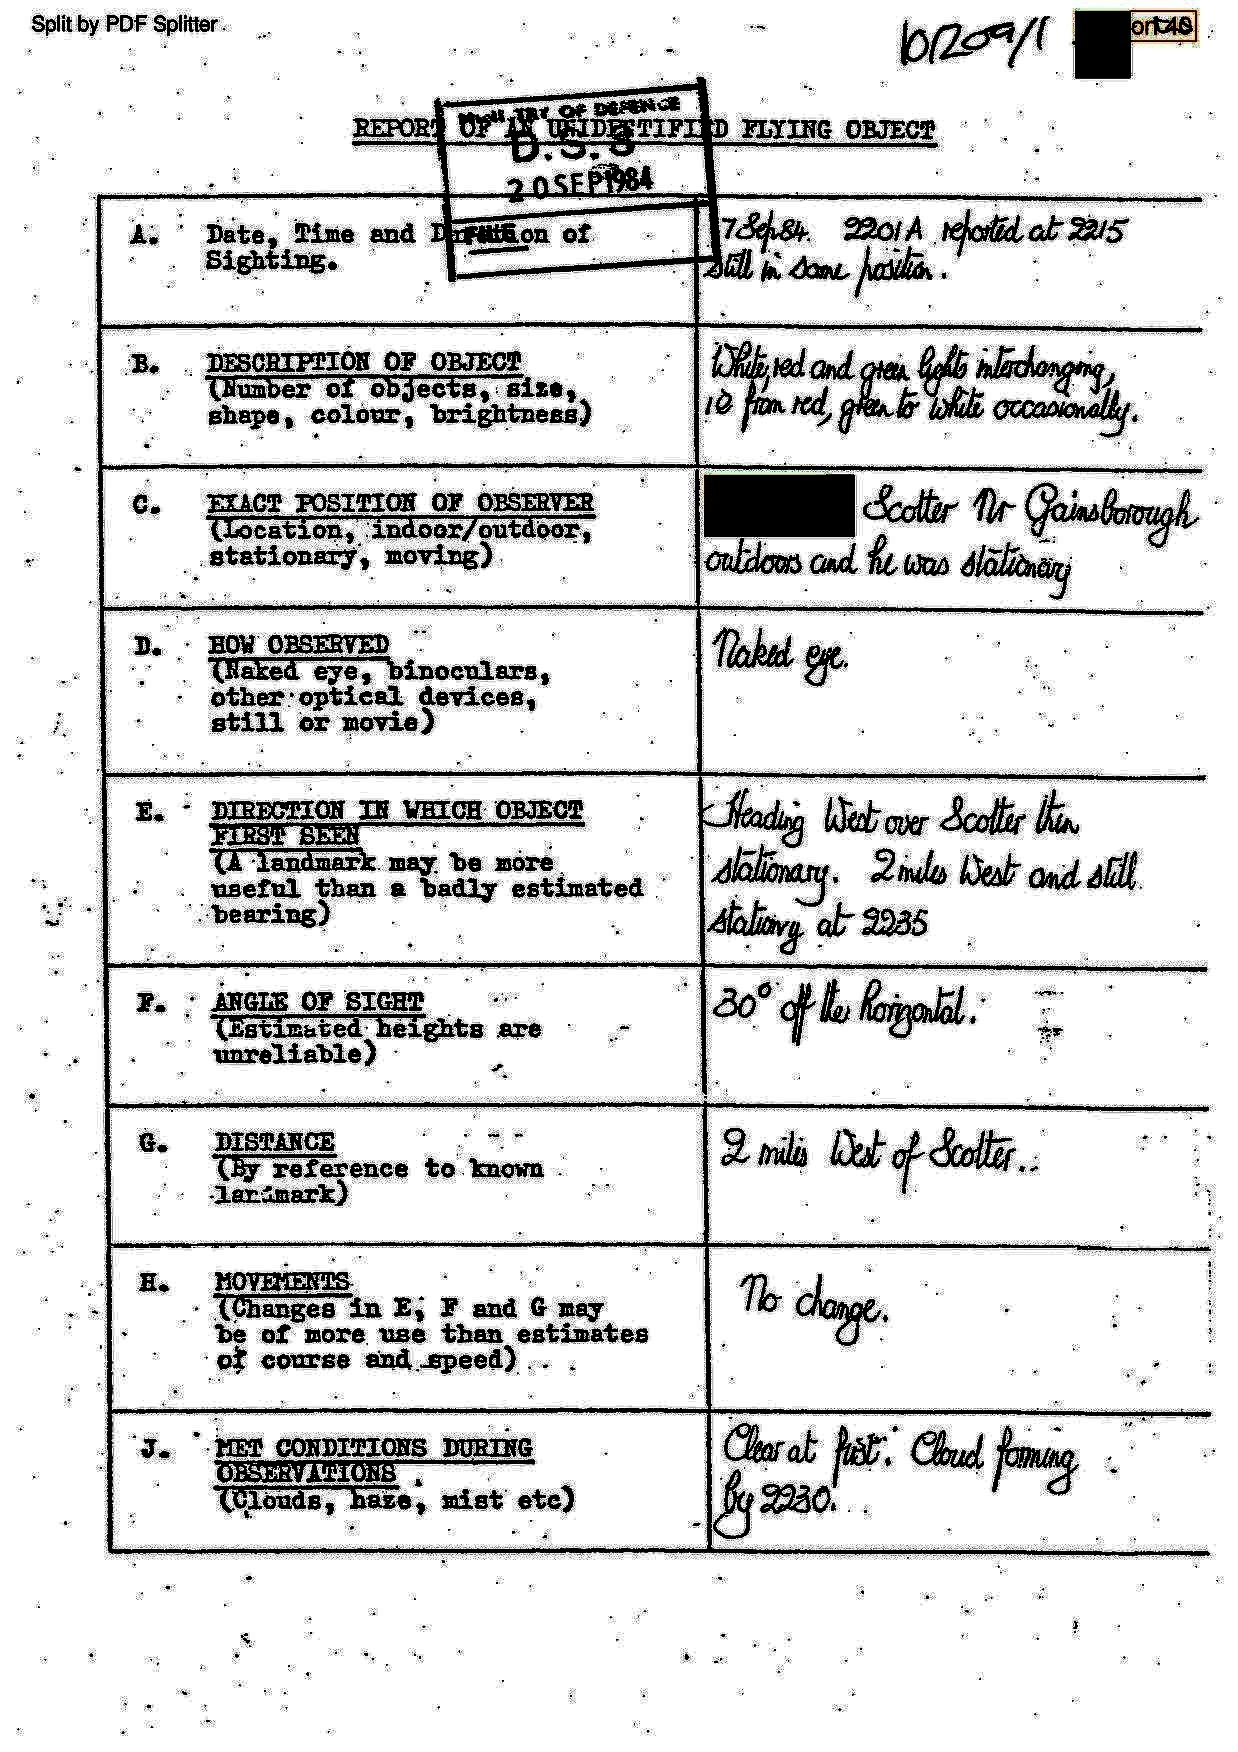 Split by PDF Splitter
REPORT OF AN UNIDENTIFIED FLYING OBJECT
MINISTRY OF DEFENCE
D.S. 8
20 SEP 1984
A. Date, Time and Duration of
Sighting.
7 Sep 84. 2201A reported at 2215
still in same position.
B. DESCRIPTION OF OBJECT
(Number of objects, size,
shape, colour, brightness)
White, red and green lights interchanging,
from red, green to white occasionally.
C. EXACT POSITION OF OBSERVER
(Location, indoor/outdoor,
stationary, moving)
Scotter Nr Gainsborough
outdoors and he was stationary
D. HOW OBSERVED
(Naked eye, binoculars,
other optical devices,
still or movie)
Naked eye.
E. DIRECTION IN WHICH OBJECT
FIRST SEEN
(A landmark may be more
useful than a badly estimated
bearing)
Heading West over Scotter then
stationary. 2 miles West and still
at 2235
F. ANGLE OF SIGHT
(Estimated heights are
unreliable)
30° off the horizontal.
G. DISTANCE
(By reference to known
landmark)
2 miles West of Scotter.
H. MOVEMENTS
(Changes in E, F and G may
be of more use than estimates
of course and speed)
No change.
J. MET CONDITIONS DURING
OBSERVATIONS
(Clouds, haze, mist etc)
Clear at first. Cloud forming
by 2230.